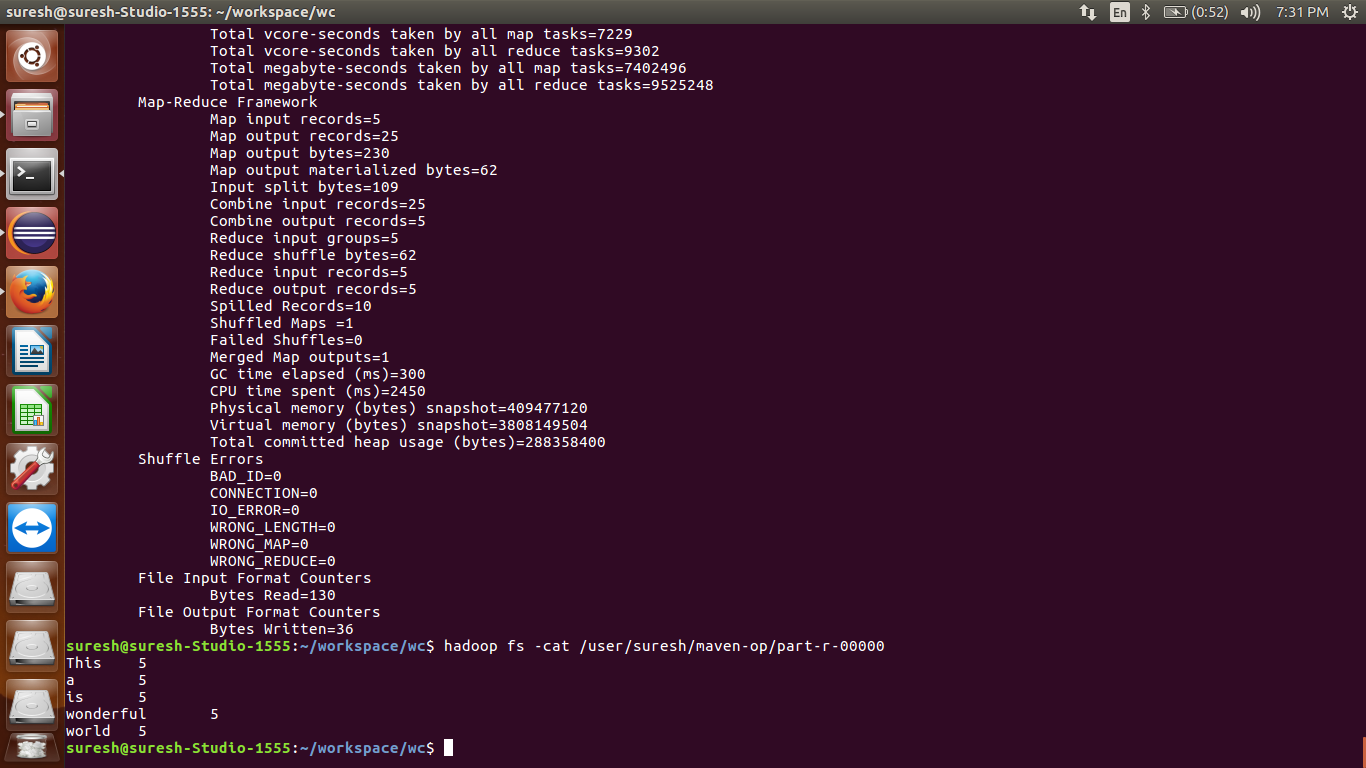 suresh@suresh-Studio-1555: ~/workspace/wc En (0:52) 7:31 PM
Total vcore-seconds taken by all map tasks=7229
Total vcore-seconds taken by all reduce tasks=9302
Total megabyte-seconds taken by all map tasks=7402496
Total megabyte-seconds taken by all reduce tasks=9525248
Map-Reduce Framework
Map input records=5
Map output records=25
Map output bytes=230
Map output materialized bytes=62
Input split bytes=109
Combine input records=25
Combine output records=5
Reduce input groups=5
Reduce shuffle bytes=62
Reduce input records=5
Reduce output records=5
Spilled Records=10
Shuffled Maps =1
Failed Shuffles=0
Merged Map outputs=1
GC time elapsed (ms)=300
CPU time spent (ms)=2450
Physical memory (bytes) snapshot=409477120
Virtual memory (bytes) snapshot=3808149504
Total committed heap usage (bytes)=288358400
Shuffle Errors
BAD_ID=0
CONNECTION=0
IO_ERROR=0
WRONG_LENGTH=0
WRONG_MAP=0
WRONG_REDUCE=0
File Input Format Counters
Bytes Read=130
File Output Format Counters
Bytes Written=36
suresh@suresh-Studio-1555:~/workspace/wc$ hadoop fs -cat /user/suresh/maven-op/part-r-00000
This 5
a 5
is 5
wonderful 5
world 5
suresh@suresh-Studio-1555:~/workspace/wc$